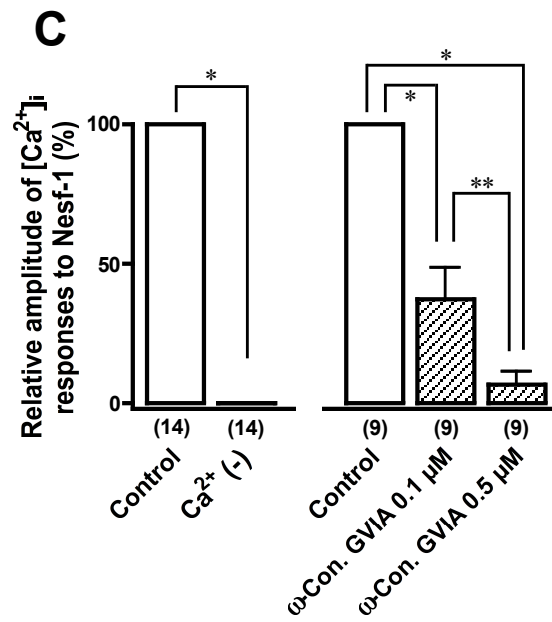 C
Relative amplitude of [Ca²⁺]i
responses to Nesf-1 (%)
100
50
0
*
*
*
**
(14) (14) (9) (9) (9)
Control
Ca²⁺ (-)
Control
ω-Con. GVIA 0.1 µM
ω-Con. GVIA 0.5 µM